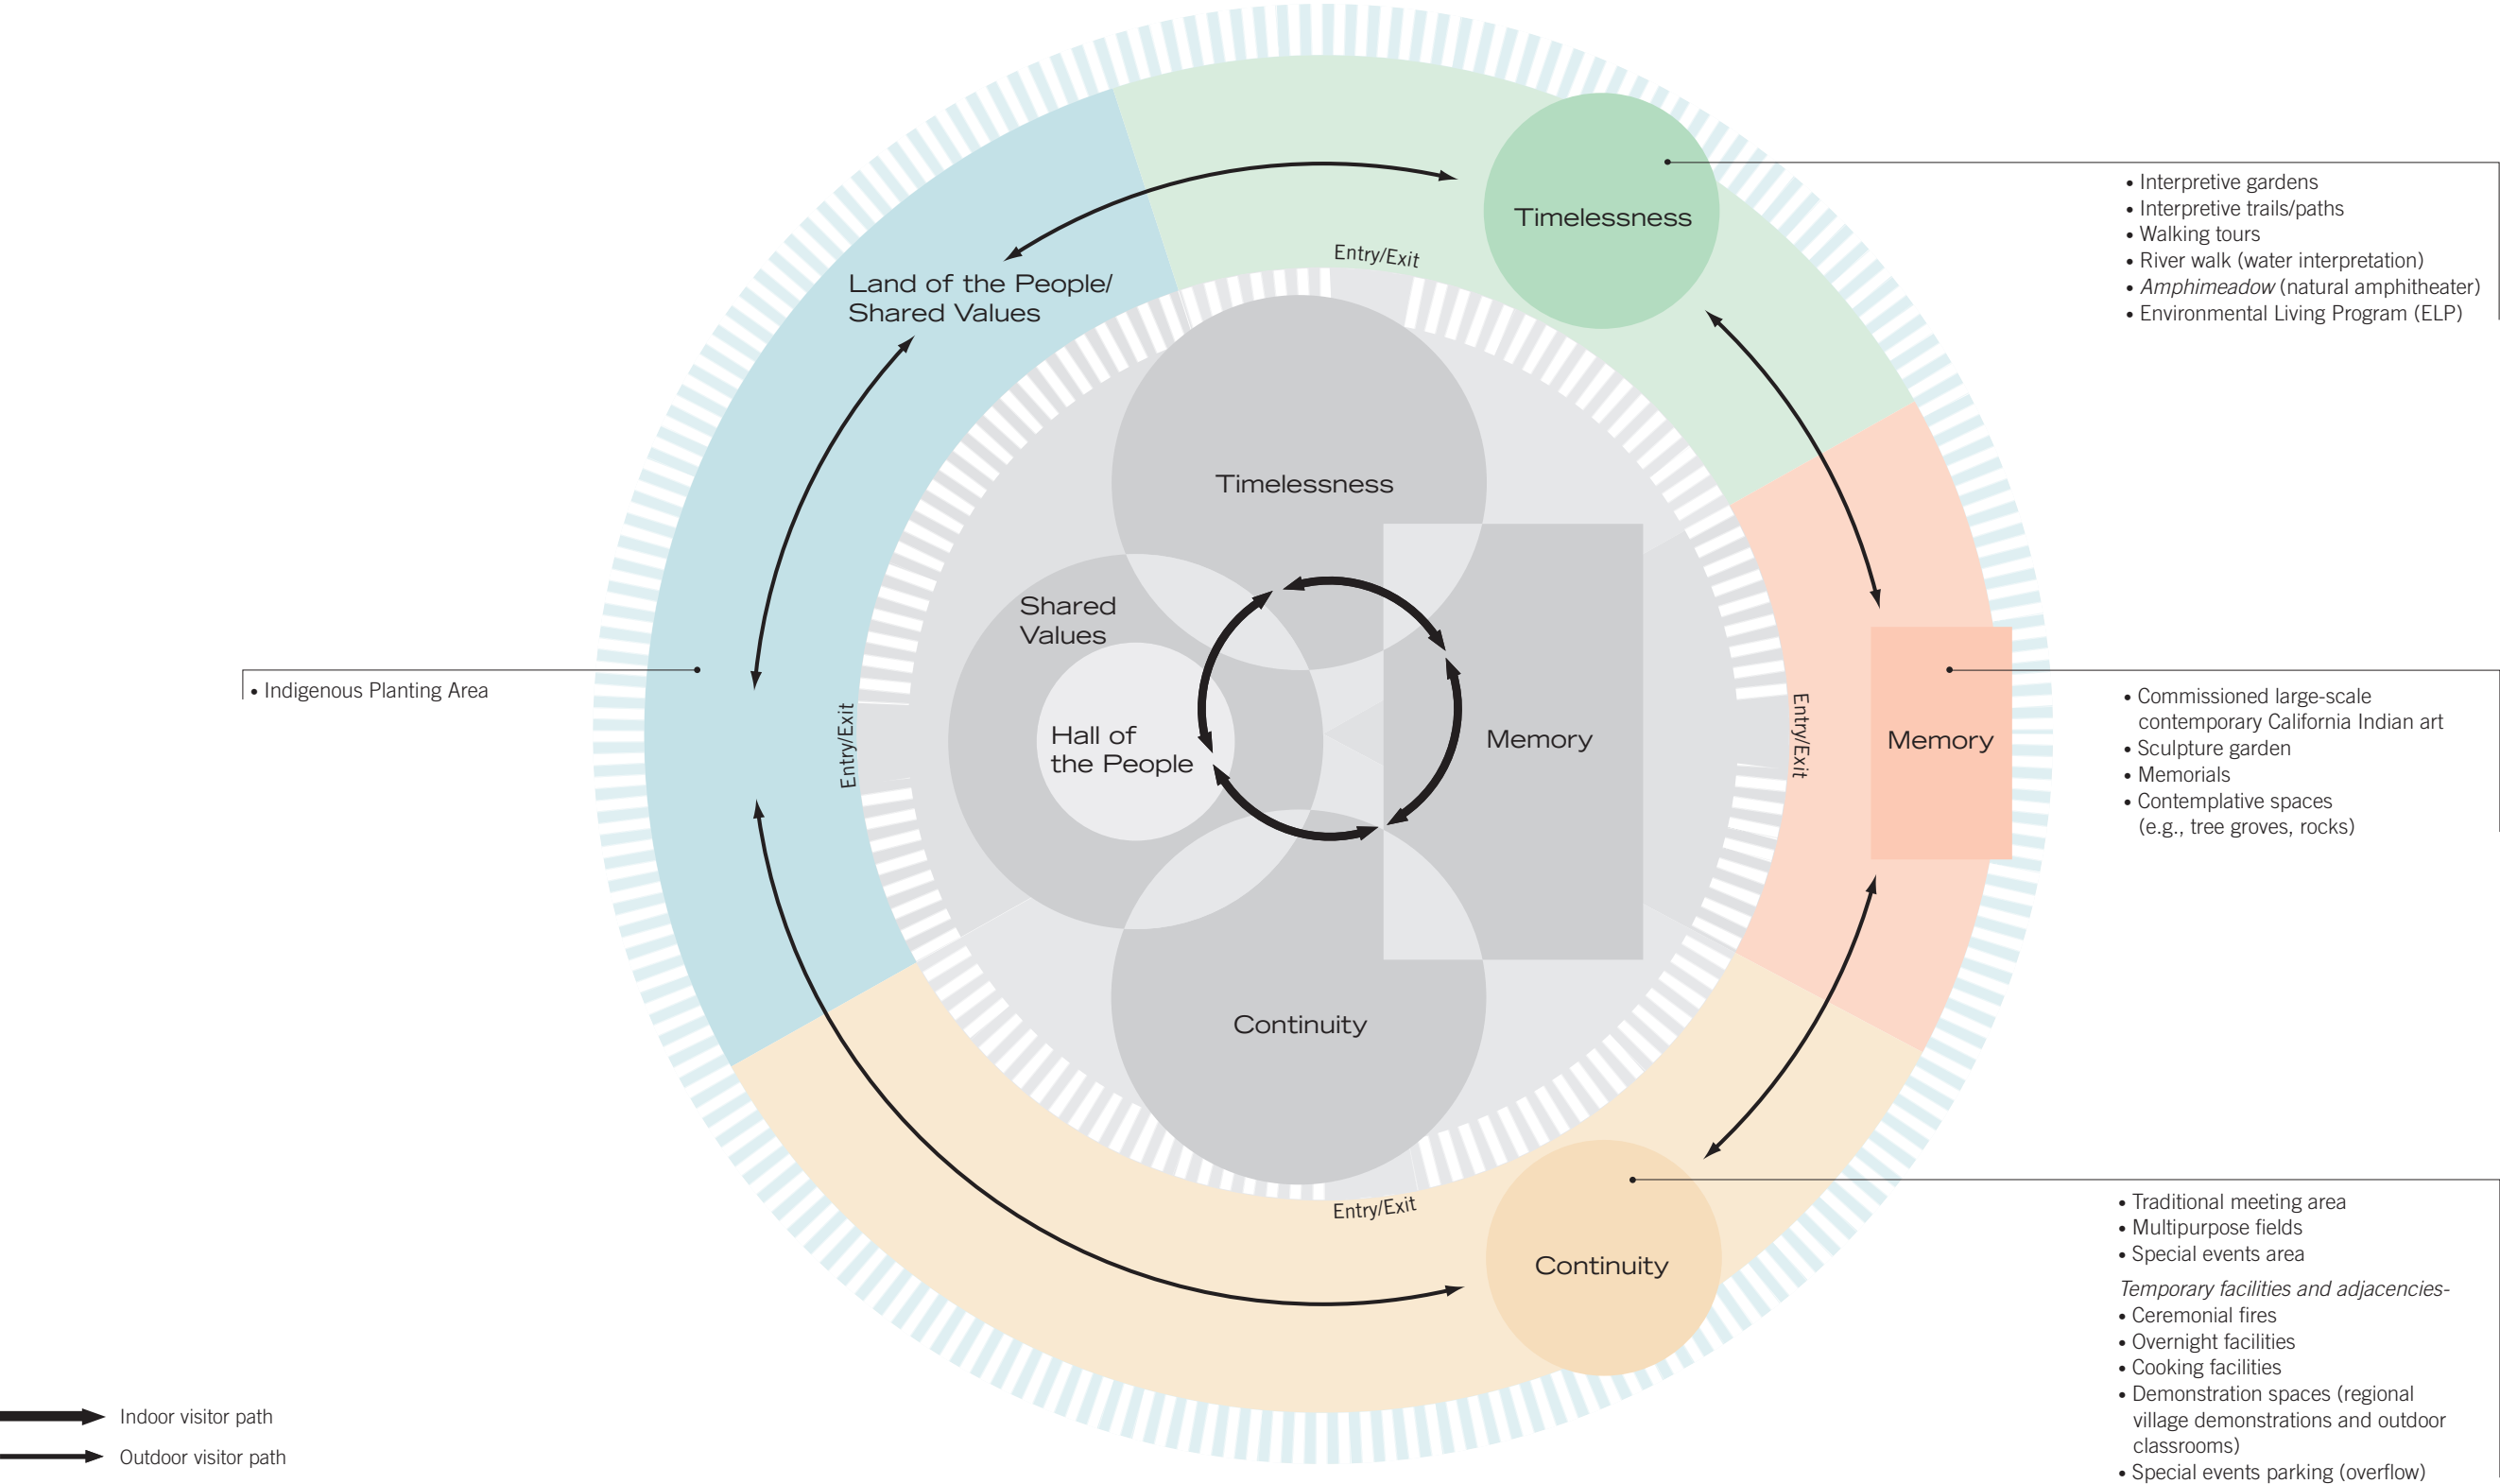 Timelessness
• Interpretive gardens
• Interpretive trails/paths
• Walking tours
• River walk (water interpretation)
• Amphimeadow (natural amphitheater)
• Environmental Living Program (ELP)
Entry/Exit
Land of the People/
Shared Values
Timelessness
Shared
Values
• Indigenous Planting Area
Entry/Exit
Hall of
the People
Memory
Entry/Exit
Memory
• Commissioned large-scale
contemporary California Indian art
• Sculpture garden
• Memorials
• Contemplative spaces
(e.g., tree groves, rocks)
Continuity
Entry/Exit
Continuity
• Traditional meeting area
• Multipurpose fields
• Special events area
Temporary facilities and adjacencies-
• Ceremonial fires
• Overnight facilities
• Cooking facilities
• Demonstration spaces (regional
village demonstrations and outdoor
classrooms)
• Special events parking (overflow)
Indoor visitor path
Outdoor visitor path